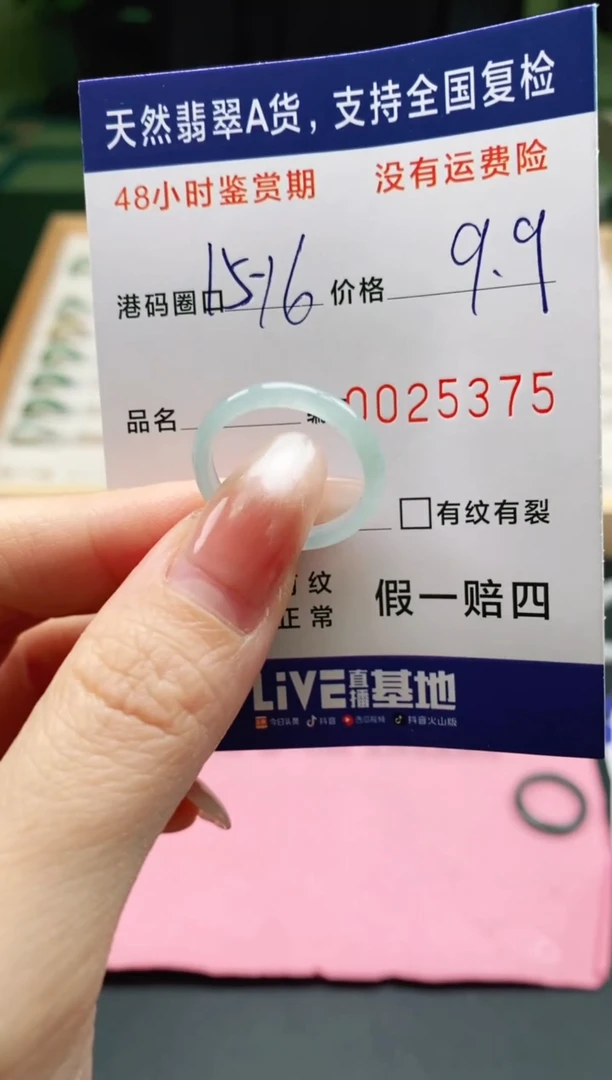 天然翡翠A货，支持全国复检
48小时鉴赏期 没有运费险
港码圈口 15-16 价格 9.9
品名 0025375
□有纹有裂
纹
正常 假一赔四
LiVE直播基地
今日头条 抖音 西瓜视频 抖音火山版